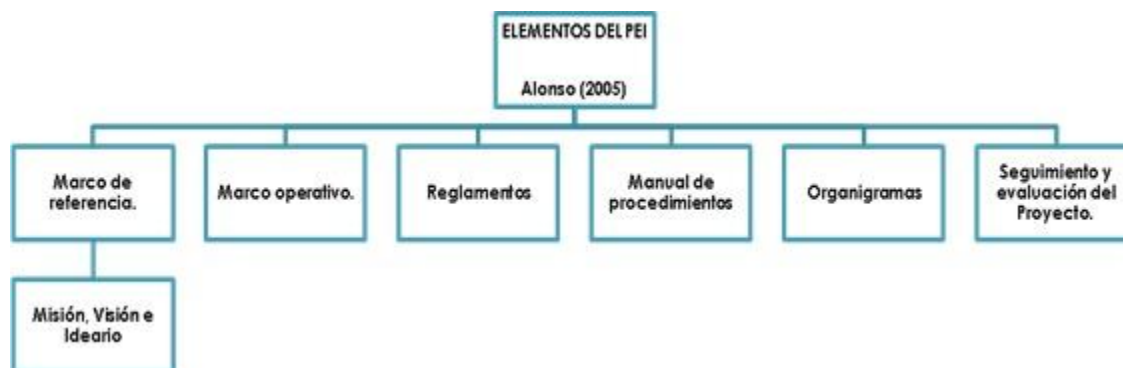 ELEMENTOS DEL PEI
Alonso (2005)
Marco de
referencia.
Marco operativo.
Reglamentos
Manual de
procedimientos
Organigramas
Seguimiento y
evaluación del
Proyecto.
Misión, Visión e
Ideario